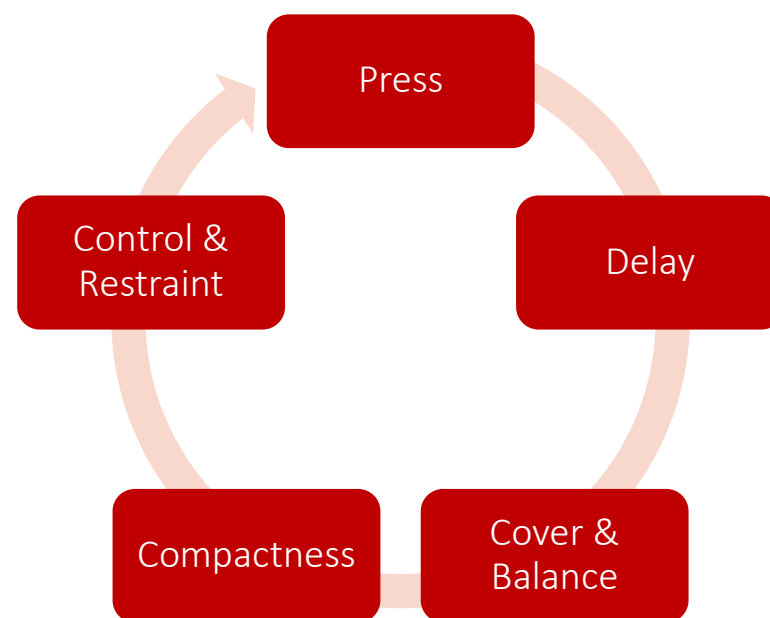 Press
Delay
Cover &
Balance
Compactness
Control &
Restraint